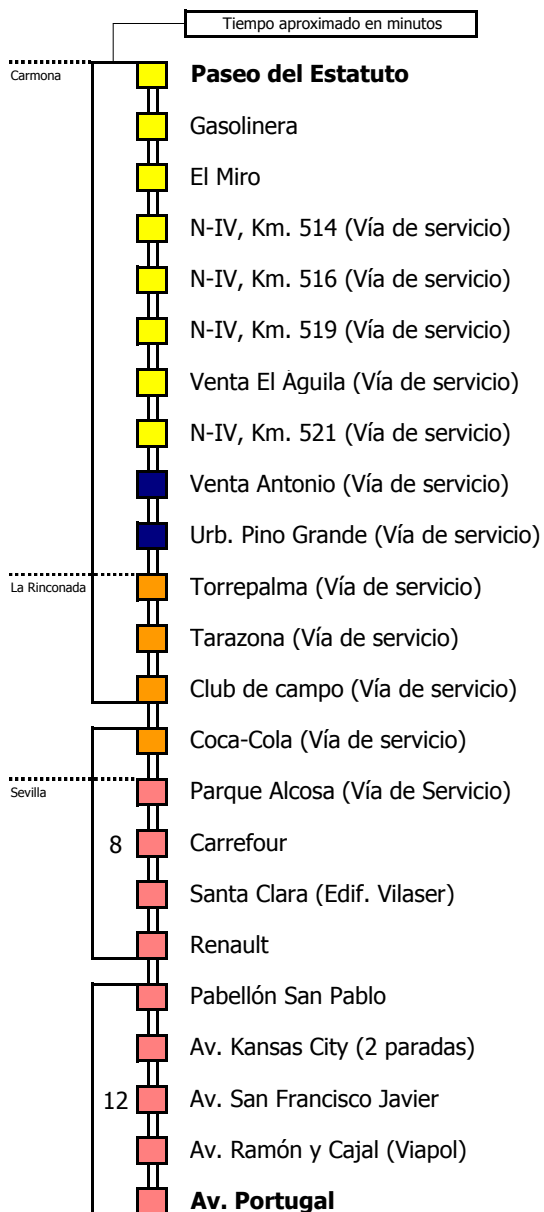 Tiempo aproximado en minutos
Carmona
Paseo del Estatuto
Gasolinera
El Miro
N-IV, Km. 514 (Vía de servicio)
N-IV, Km. 516 (Vía de servicio)
N-IV, Km. 519 (Vía de servicio)
Venta El Águila (Vía de servicio)
N-IV, Km. 521 (Vía de servicio)
Venta Antonio (Vía de servicio)
Urb. Pino Grande (Vía de servicio)
La Rinconada
Torrepalma (Vía de servicio)
Tarazona (Vía de servicio)
Club de campo (Vía de servicio)
Coca-Cola (Vía de servicio)
Sevilla
Parque Alcosa (Vía de Servicio)
8
Carrefour
Santa Clara (Edif. Vilaser)
Renault
Pabellón San Pablo
Av. Kansas City (2 paradas)
12
Av. San Francisco Javier
Av. Ramón y Cajal (Viapol)
Av. Portugal